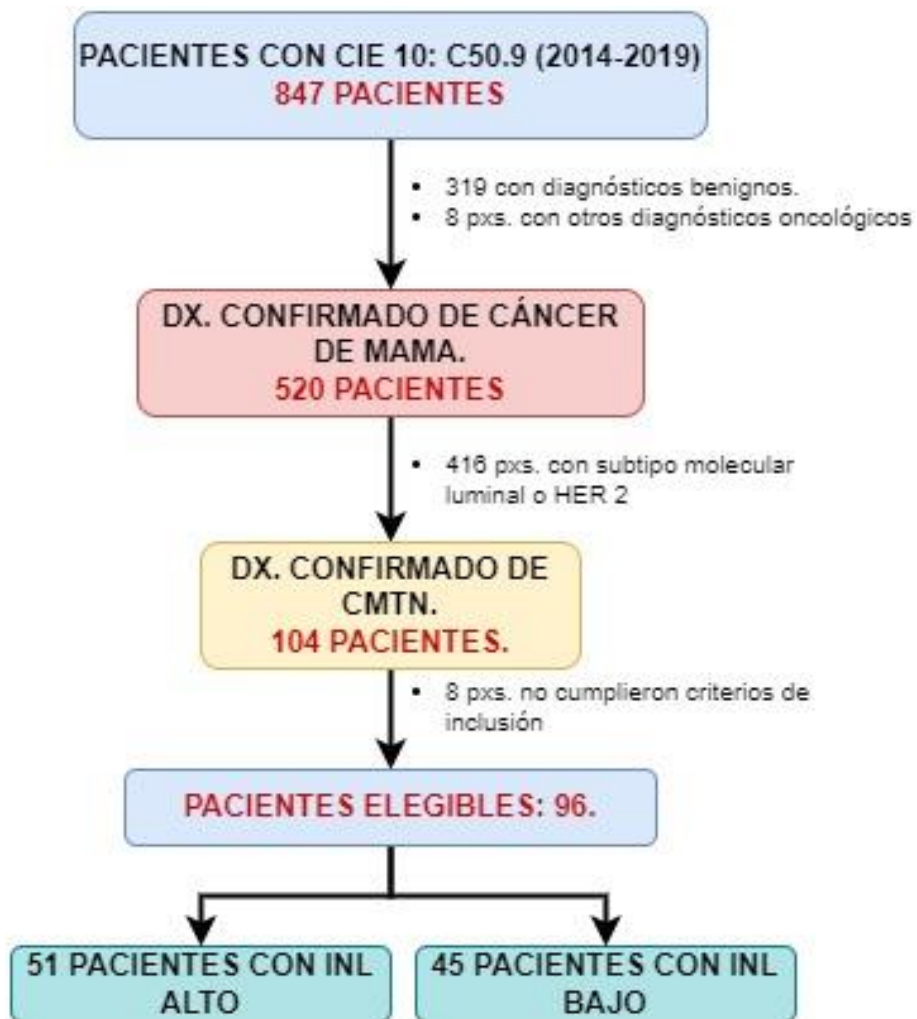 PACIENTES CON CIE 10: C50.9 (2014-2019)
847 PACIENTES
• 319 con diagnósticos benignos.
• 8 pxs. con otros diagnósticos oncológicos
DX. CONFIRMADO DE CÁNCER
DE MAMA.
520 PACIENTES
• 416 pxs. con subtipo molecular
luminal o HER 2
DX. CONFIRMADO DE
CMTN.
104 PACIENTES.
• 8 pxs. no cumplieron criterios de
inclusión
PACIENTES ELEGIBLES: 96.
51 PACIENTES CON INL
ALTO
45 PACIENTES CON INL
BAJO